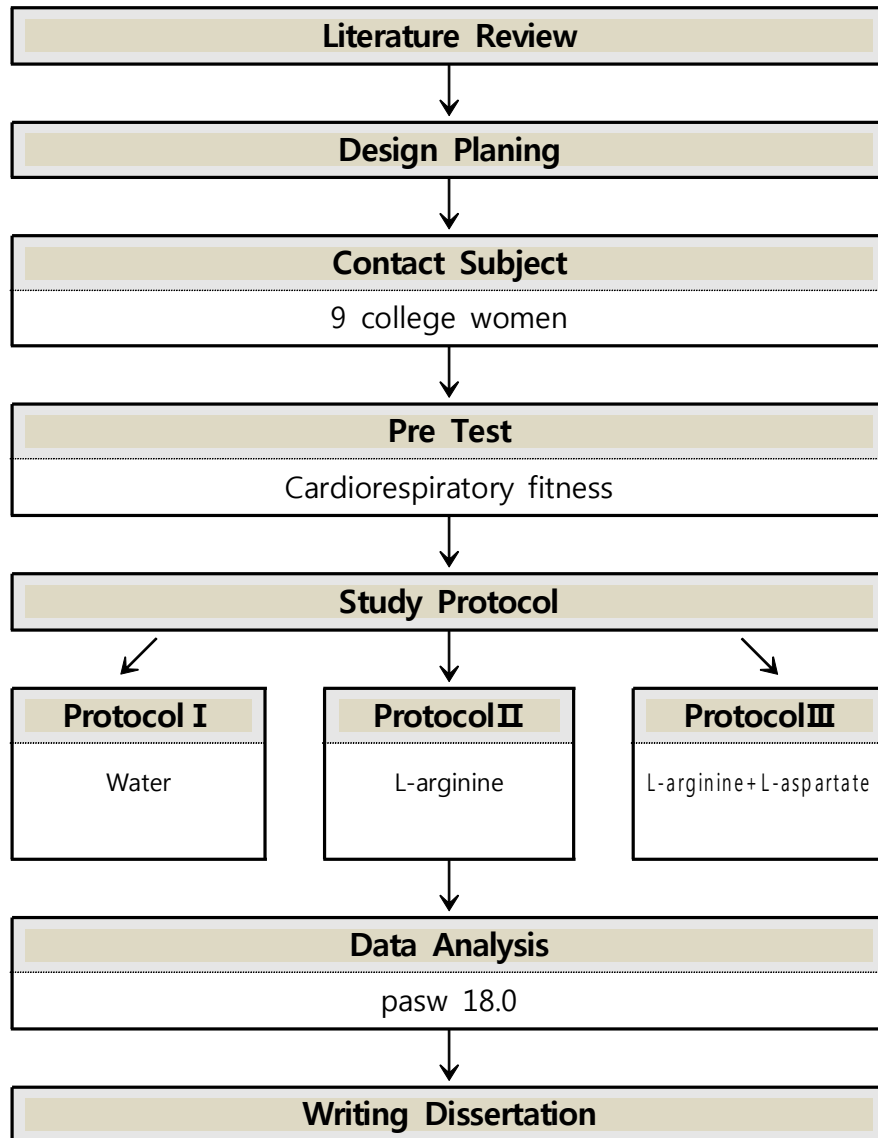 Literature Review
Design Planing
Contact Subject
9 college women
Pre Test
Cardiorespiratory fitness
Study Protocol
Protocol Ⅰ
Water
ProtocolⅡ
L-arginine
ProtocolⅢ
L-arginine+L-aspartate
Data Analysis
pasw 18.0
Writing Dissertation